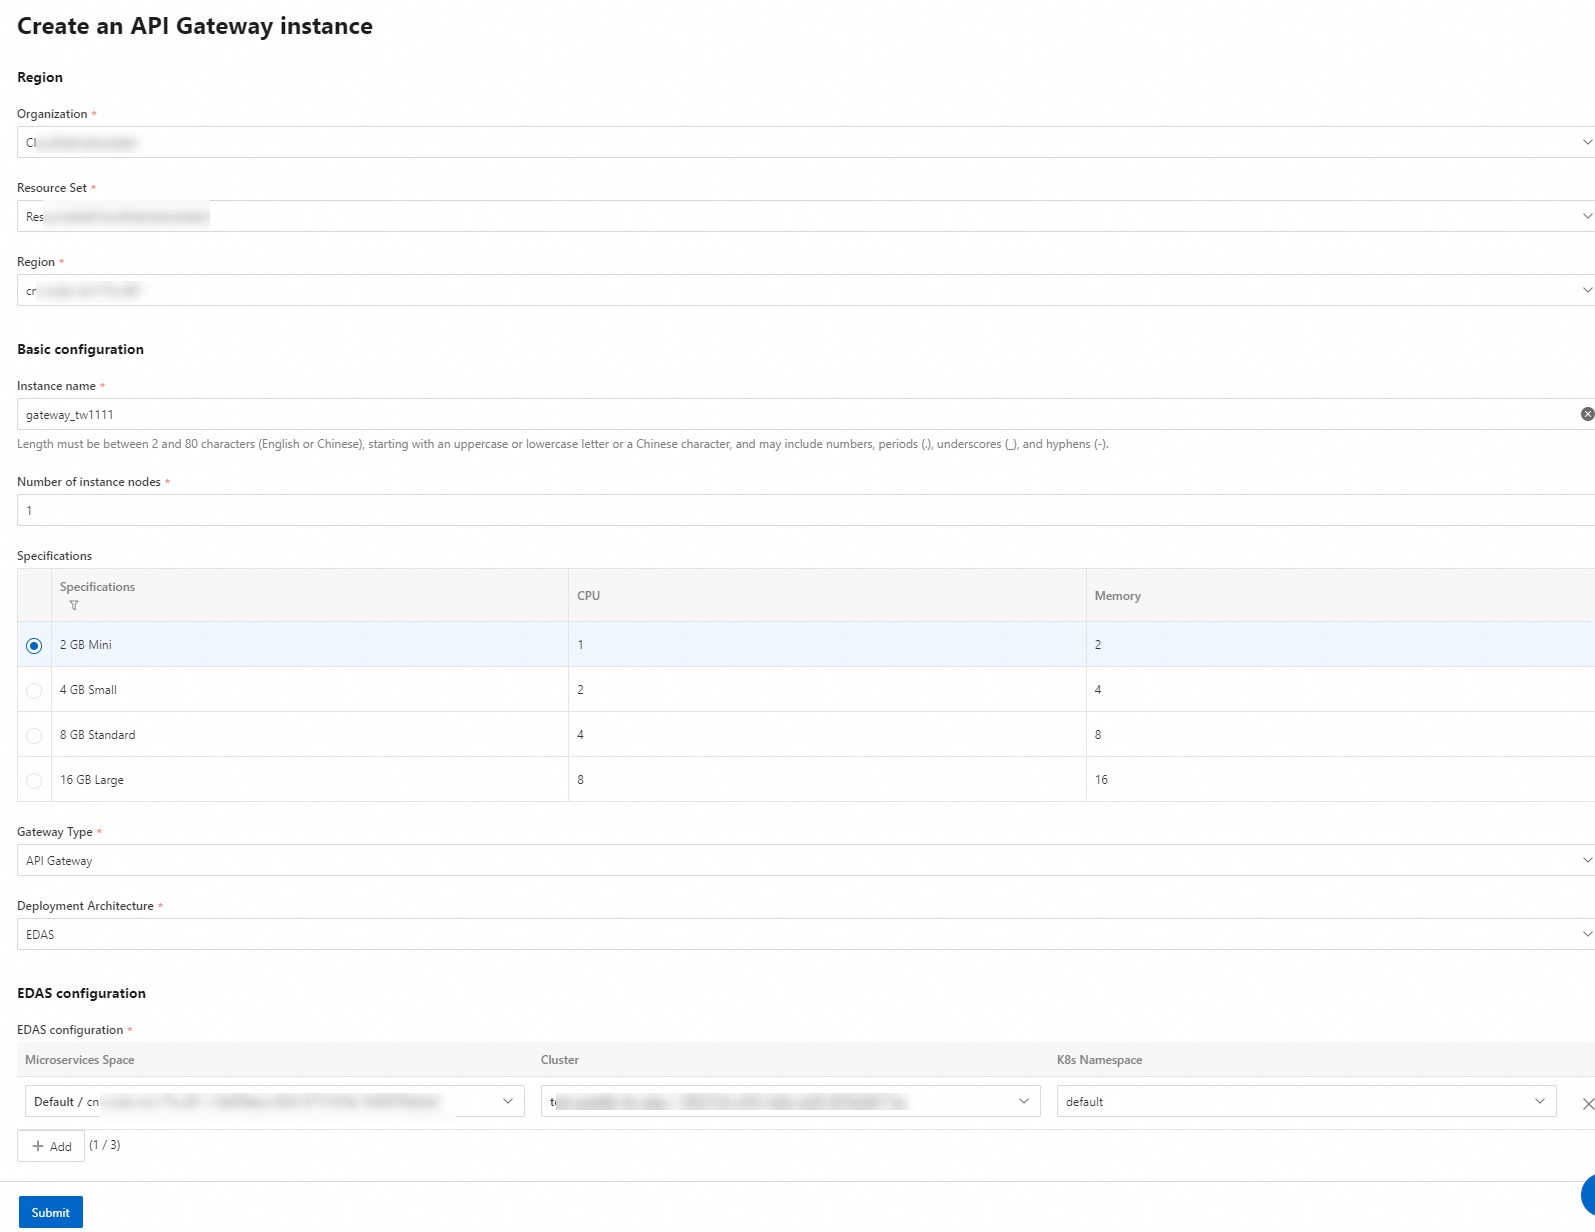 Create an API Gateway instance
Region
Organization *
Resource Set *
Region *
Basic configuration
Instance name *
gateway_tw1111
Length must be between 2 and 80 characters (English or Chinese), starting with an uppercase or lowercase letter or a Chinese character, and may include numbers, periods (.), underscores (_), and hyphens (-).
Number of instance nodes *
1
Specifications
Specifications CPU Memory
2 GB Mini 1 2
4 GB Small 2 4
8 GB Standard 4 8
16 GB Large 8 16
Gateway Type *
API Gateway
Deployment Architecture *
EDAS
EDAS configuration
EDAS configuration *
Microservices Space Cluster K8s Namespace
Default / cn default
+ Add (1 / 3)
Submit